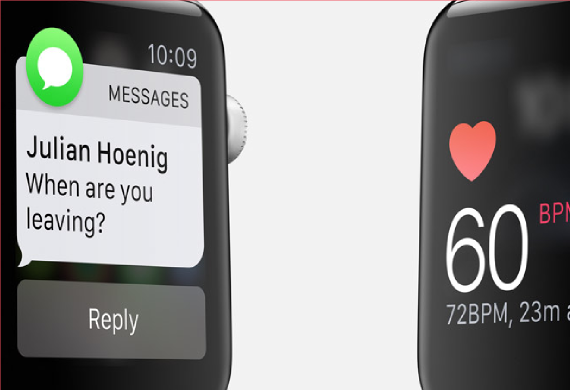 10:09
MESSAGES
Julian Hoenig
When are you
leaving?
Reply
60 BPM
72BPM, 23m a